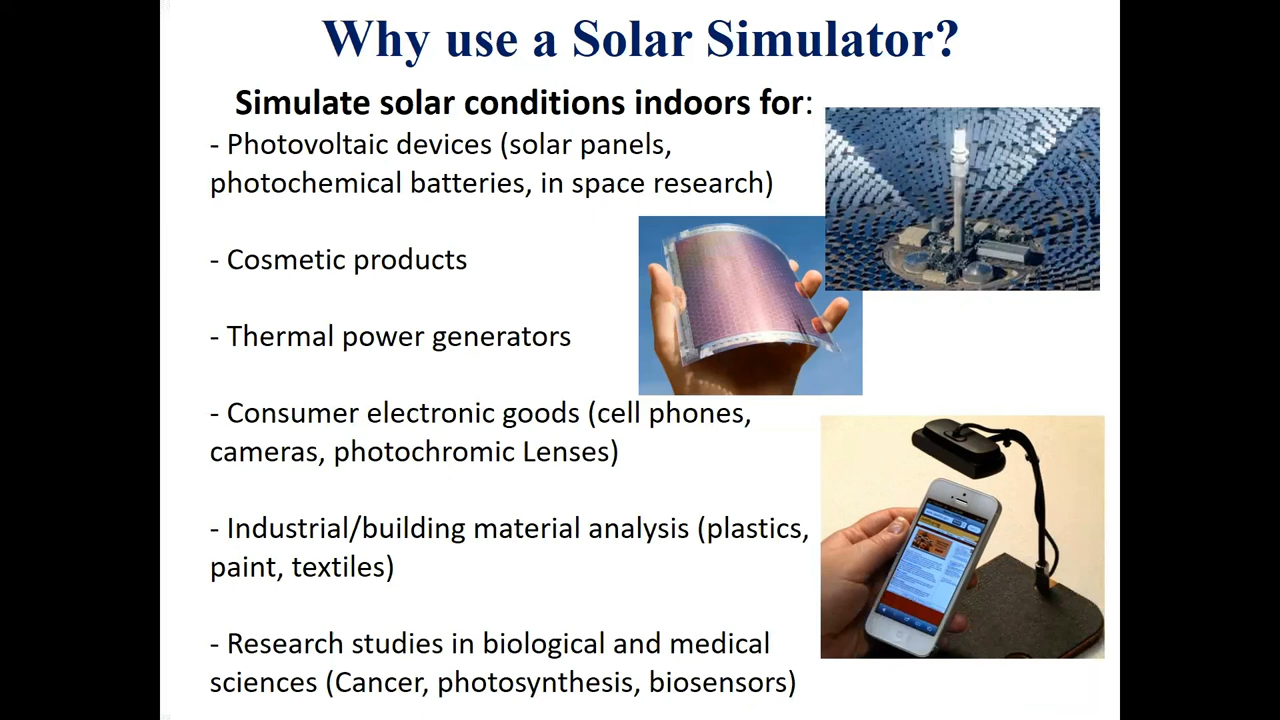 Why use a Solar Simulator?
Simulate solar conditions indoors for:
- Photovoltaic devices (solar panels,
photochemical batteries, in space research)
- Cosmetic products
- Thermal power generators
- Consumer electronic goods (cell phones,
cameras, photochromic Lenses)
- Industrial/building material analysis (plastics,
paint, textiles)
- Research studies in biological and medical
sciences (Cancer, photosynthesis, biosensors)